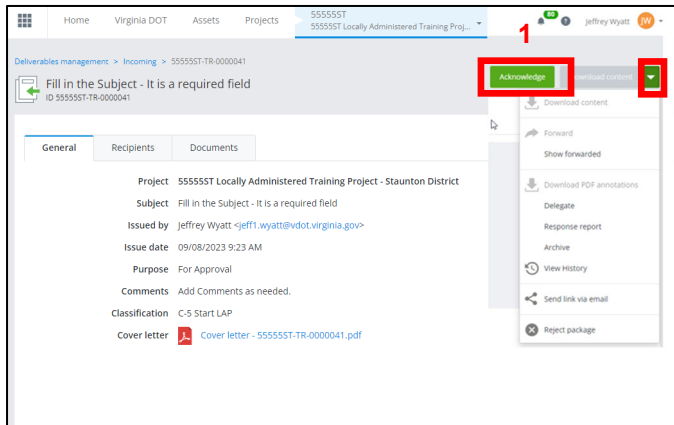 Home Virginia DOT Assets Projects
55555ST
55555ST Locally Administered Training Proj...
80
Jeffrey Wyatt JW
1
Deliverables management > Incoming > 55555ST-TR-0000041
Fill in the Subject - It is a required field
ID 55555ST-TR-0000041
Acknowledge Download content
Download content
Forward
Show forwarded
Download PDF annotations
Delegate
Response report
Archive
View History
Send link via email
Reject package
General Recipients Documents
Project 55555ST Locally Administered Training Project - Staunton District
Subject Fill in the Subject - It is a required field
Issued by Jeffrey Wyatt <jeff1.wyatt@vdot.virginia.gov>
Issue date 09/08/2023 9:23 AM
Purpose For Approval
Comments Add Comments as needed.
Classification C-5 Start LAP
Cover letter Cover letter - 55555ST-TR-0000041.pdf